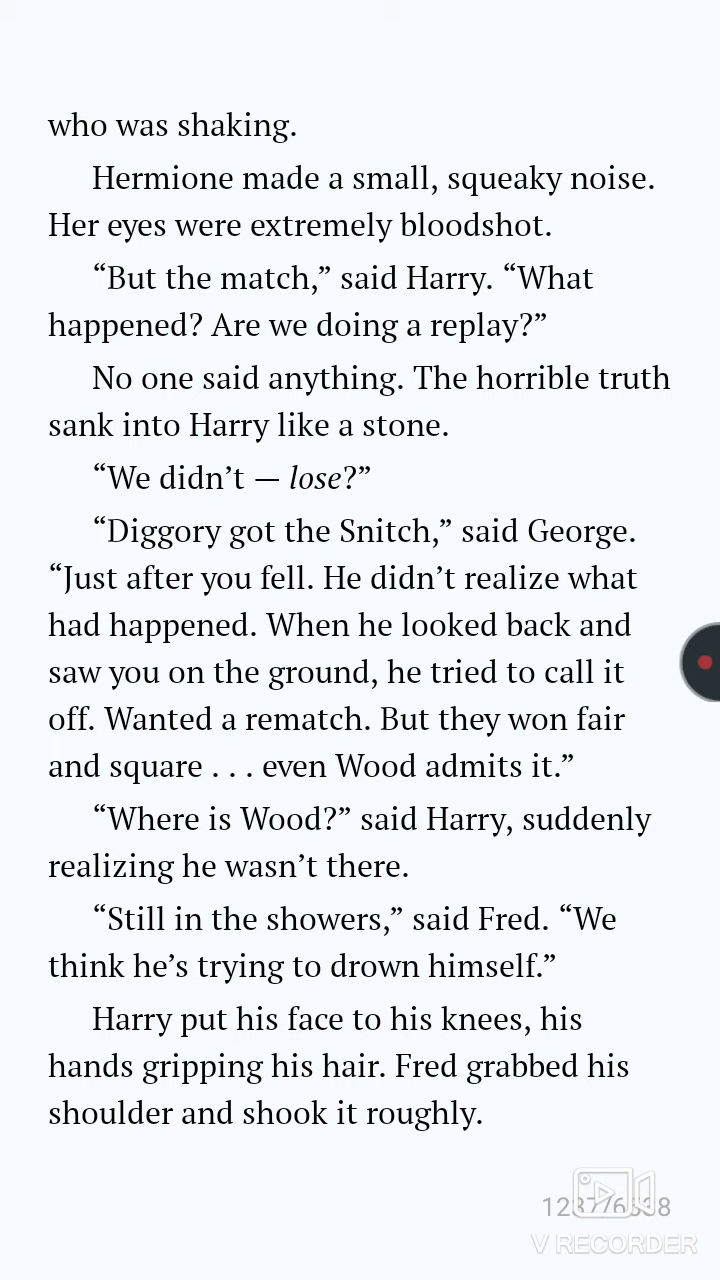 who was shaking.
Hermione made a small, squeaky noise.
Her eyes were extremely bloodshot.
“But the match,” said Harry. “What
happened? Are we doing a replay?”
No one said anything. The horrible truth
sank into Harry like a stone.
“We didn’t — lose?”
“Diggory got the Snitch,” said George.
“Just after you fell. He didn’t realize what
had happened. When he looked back and
saw you on the ground, he tried to call it
off. Wanted a rematch. But they won fair
and square . . . even Wood admits it.”
“Where is Wood?” said Harry, suddenly
realizing he wasn’t there.
“Still in the showers,” said Fred. “We
think he’s trying to drown himself.”
Harry put his face to his knees, his
hands gripping his hair. Fred grabbed his
shoulder and shook it roughly.
V RECORDER